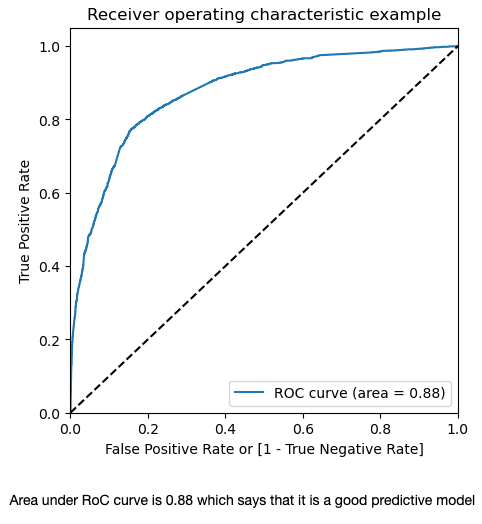 Receiver operating characteristic example
1.0
0.8
0.6
0.4
0.2
0.0
True Positive Rate
ROC curve (area = 0.88)
0.0 0.2 0.4 0.6 0.8 1.0
False Positive Rate or [1 - True Negative Rate]
Area under RoC curve is 0.88 which says that it is a good predictive model